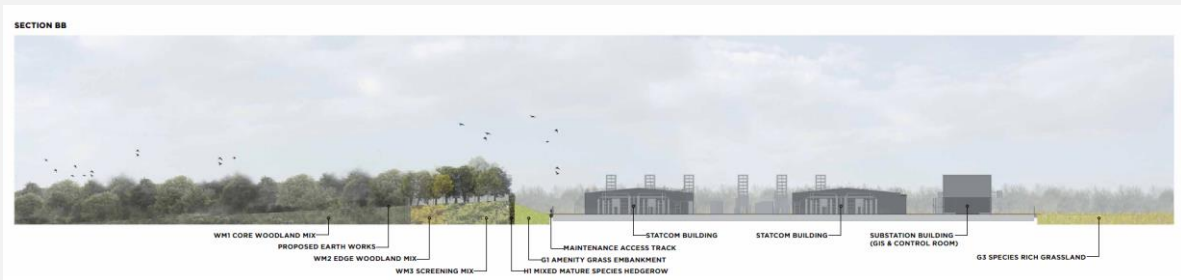 SECTION BB
WM1 CORE WOODLAND MIX
PROPOSED EARTH WORKS
WM2 EDGE WOODLAND MIX
WM3 SCREENING MIX
H1 MIXED MATURE SPECIES HEDGEROW
G1 AMENITY GRASS EMBANKMENT
MAINTENANCE ACCESS TRACK
STATCOM BUILDING
STATCOM BUILDING
SUBSTATION BUILDING
(GIS & CONTROL ROOM)
G3 SPECIES RICH GRASSLAND